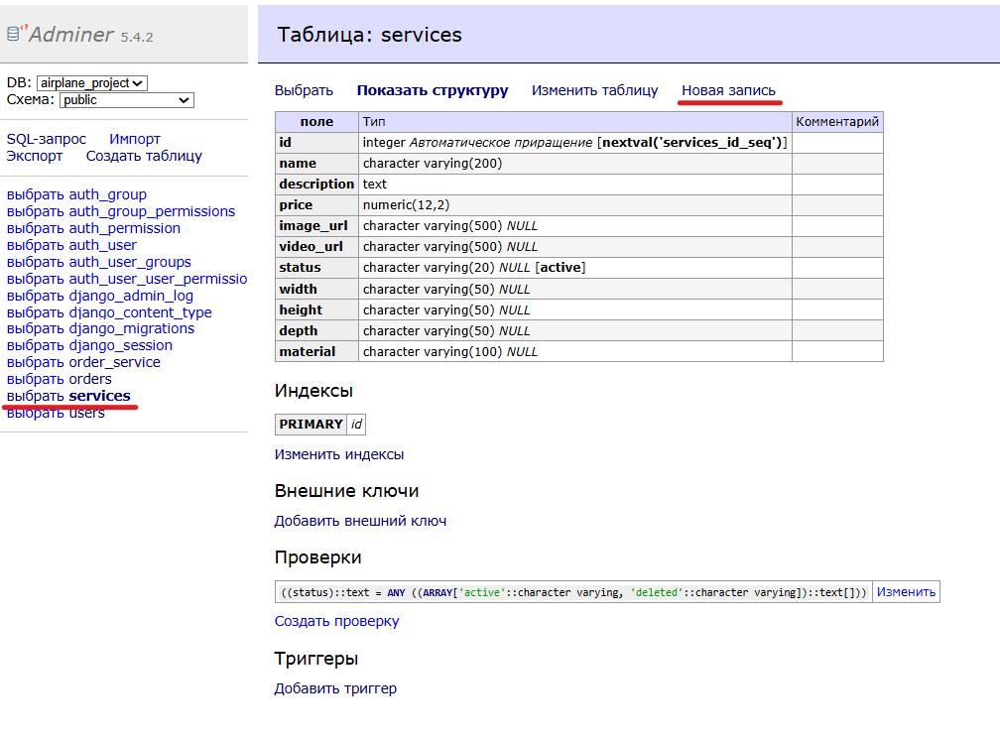 Adminer 5.4.2
DB: airplane_project
Схема: public
SQL-запрос Импорт
Экспорт Создать таблицу
выбрать auth_group
выбрать auth_group_permissions
выбрать auth_permission
выбрать auth_user
выбрать auth_user_groups
выбрать auth_user_user_permissio
выбрать django_admin_log
выбрать django_content_type
выбрать django_migrations
выбрать django_session
выбрать order_service
выбрать orders
выбрать services
выбрать users
Таблица: services
Выбрать Показать структуру Изменить таблицу Новая запись
поле Тип Комментарий
id integer Автоматическое приращение [nextval('services_id_seq')]
name character varying(200)
description text
price numeric(12,2)
image_url character varying(500) NULL
video_url character varying(500) NULL
status character varying(20) NULL [active]
width character varying(50) NULL
height character varying(50) NULL
depth character varying(50) NULL
material character varying(100) NULL
Индексы
PRIMARY id
Изменить индексы
Внешние ключи
Добавить внешний ключ
Проверки
((status)::text = ANY ((ARRAY['active'::character varying, 'deleted'::character varying])::text[])) Изменить
Создать проверку
Триггеры
Добавить триггер